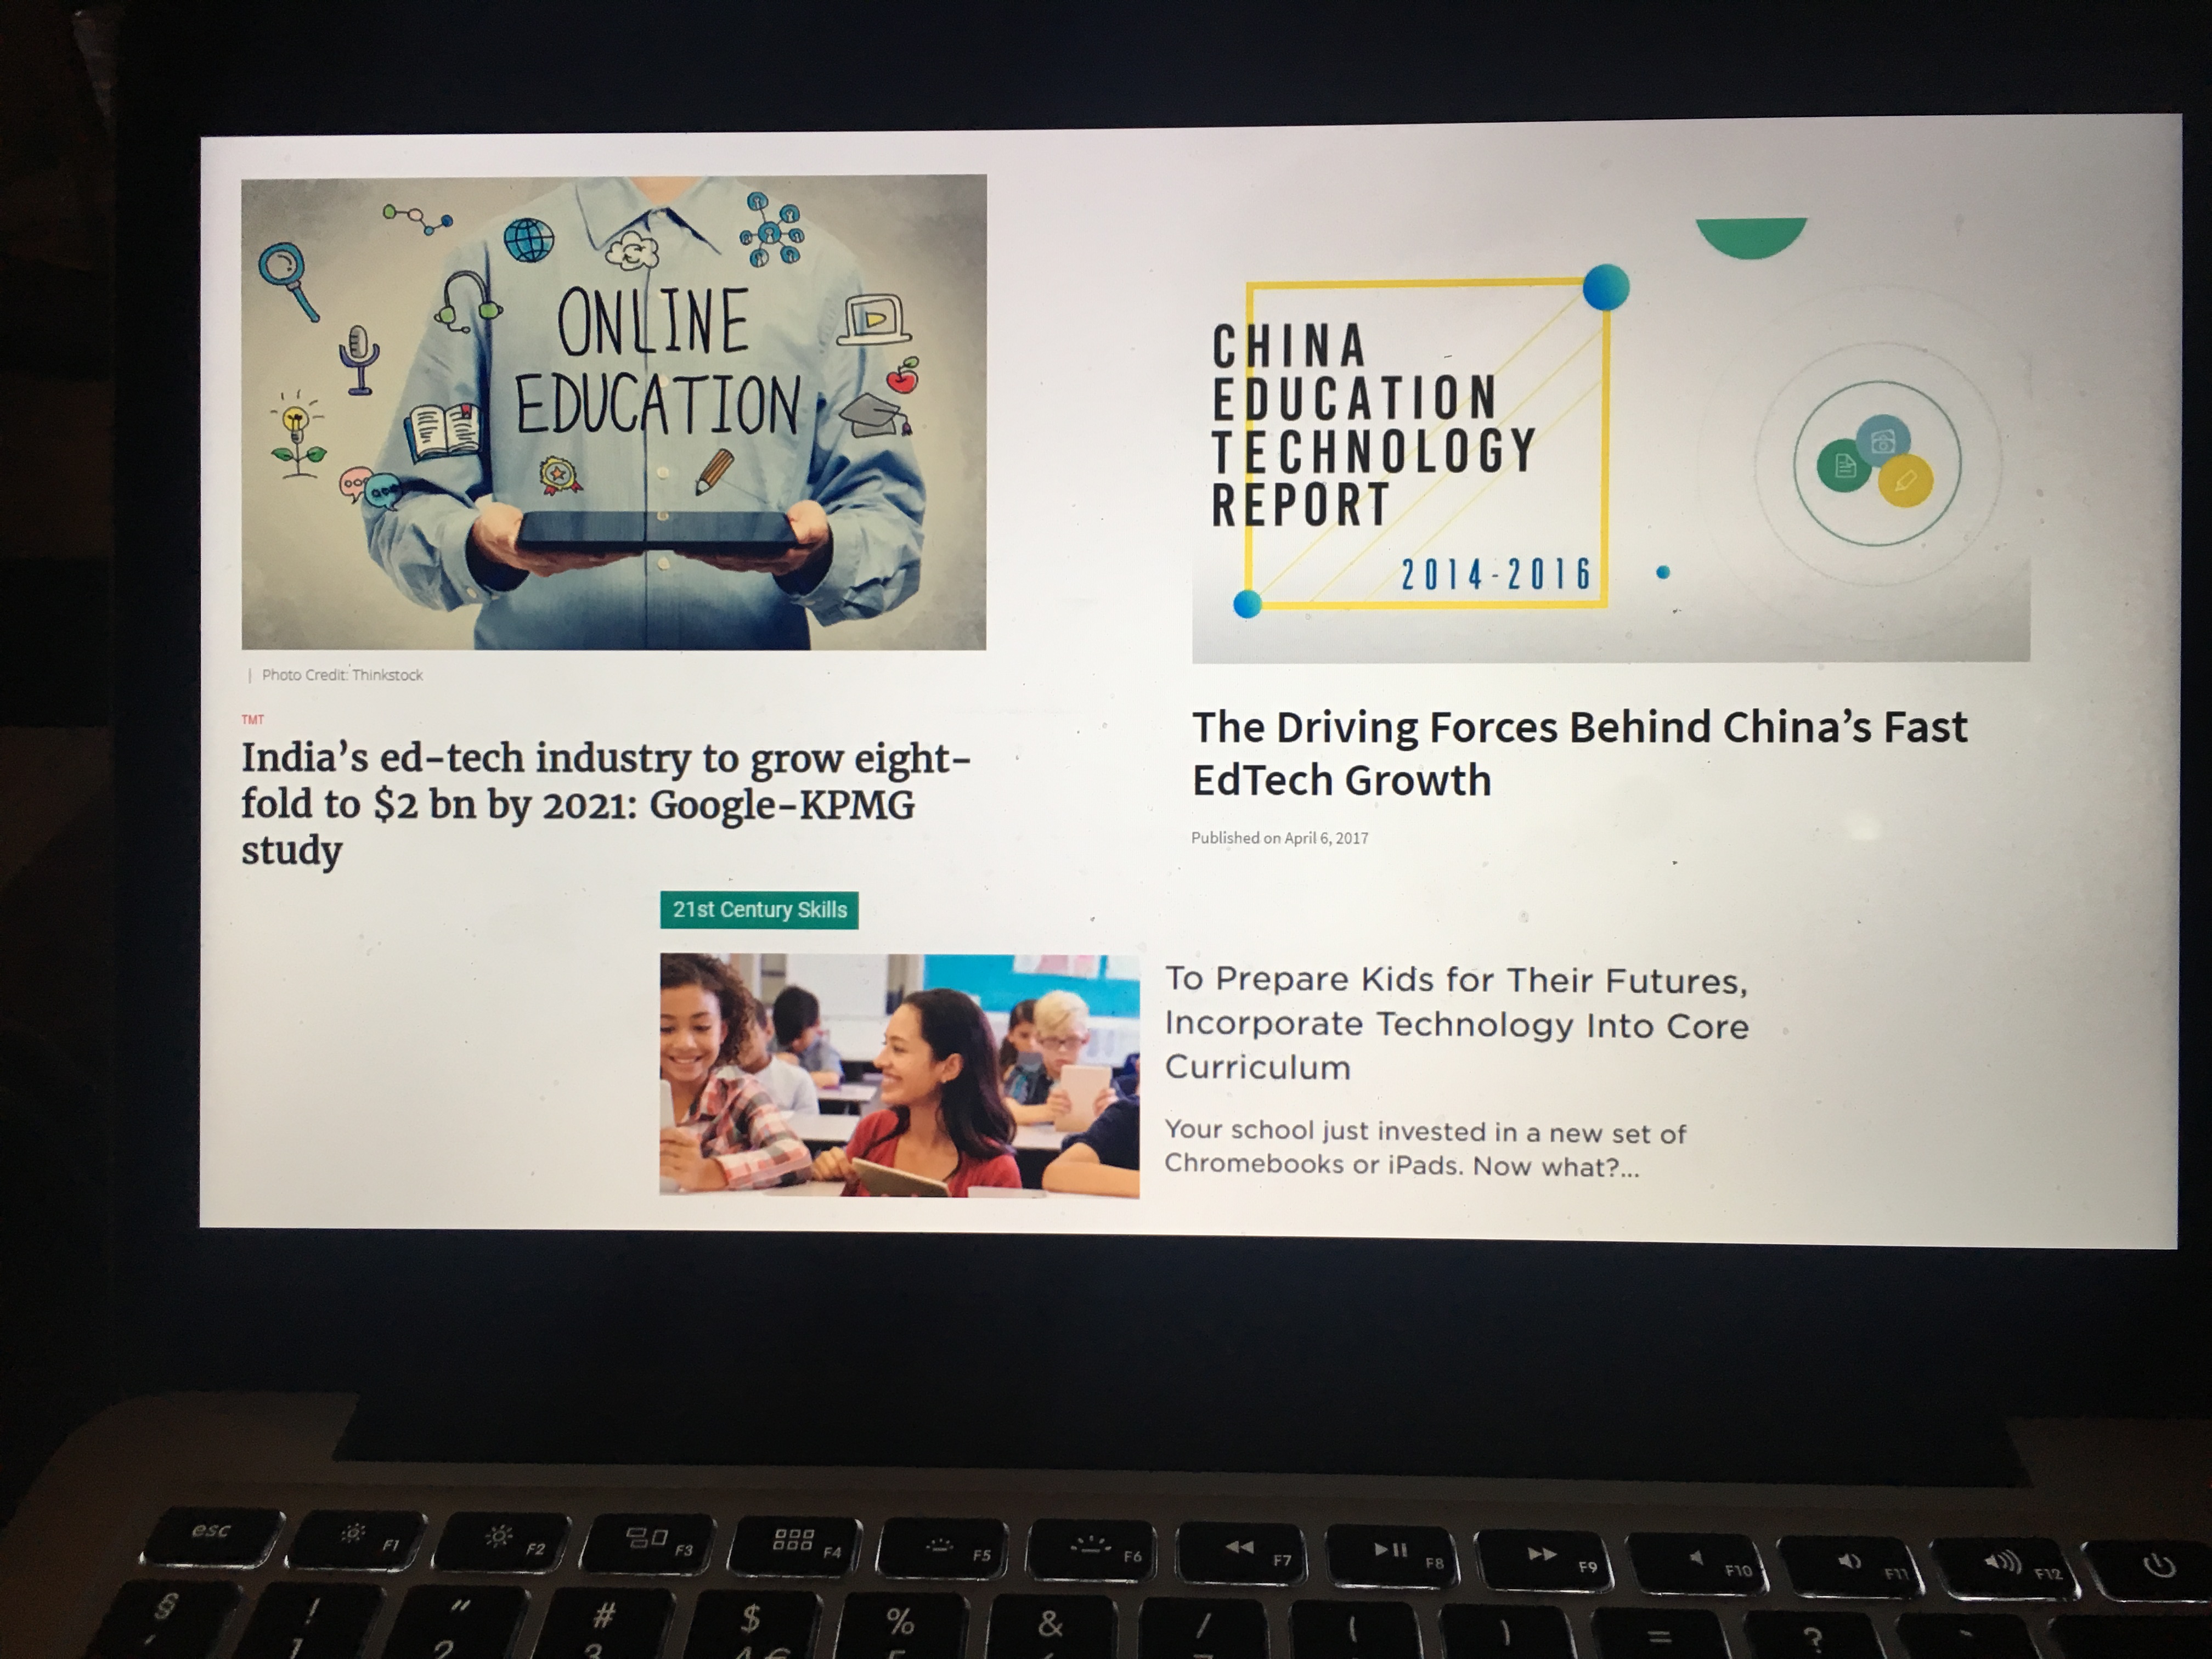 ONLINE
EDUCATION
| Photo Credit: Thinkstock
TMT
India's ed-tech industry to grow eight-
fold to $2 bn by 2021: Google-KPMG
study
CHINA
EDUCATION
TECHNOLOGY
REPORT
2014-2016
The Driving Forces Behind China's Fast
EdTech Growth
Published on April 6, 2017
21st Century Skills
To Prepare Kids for Their Futures,
Incorporate Technology Into Core
Curriculum
Your school just invested in a new set of
Chromebooks or iPads. Now what?...
esc F1 F2 F3 F4 F5 F6 F7 F8 F9 F10 F11 F12
§ ! " # $ % & / ( ) = ? `